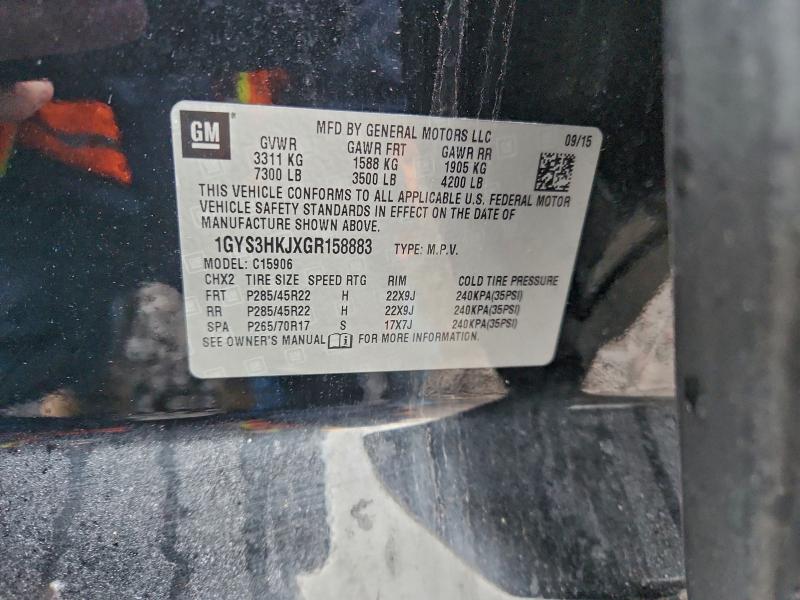 GM
MFD BY GENERAL MOTORS LLC 09/15
GVWR GAWR FRT GAWR RR
3311 KG 1588 KG 1905 KG
7300 LB 3500 LB 4200 LB
THIS VEHICLE CONFORMS TO ALL APPLICABLE U.S. FEDERAL MOTOR
VEHICLE SAFETY STANDARDS IN EFFECT ON THE DATE OF
MANUFACTURE SHOWN ABOVE.
1GYS3HKJXGR158883 TYPE: M.P.V.
MODEL: C15906
CHX2 TIRE SIZE SPEED RTG RIM COLD TIRE PRESSURE
FRT P285/45R22 H 22X9J 240KPA(35PSI)
RR P285/45R22 H 22X9J 240KPA(35PSI)
SPA P265/70R17 S 17X7J 240KPA(35PSI)
SEE OWNER'S MANUAL FOR MORE INFORMATION.